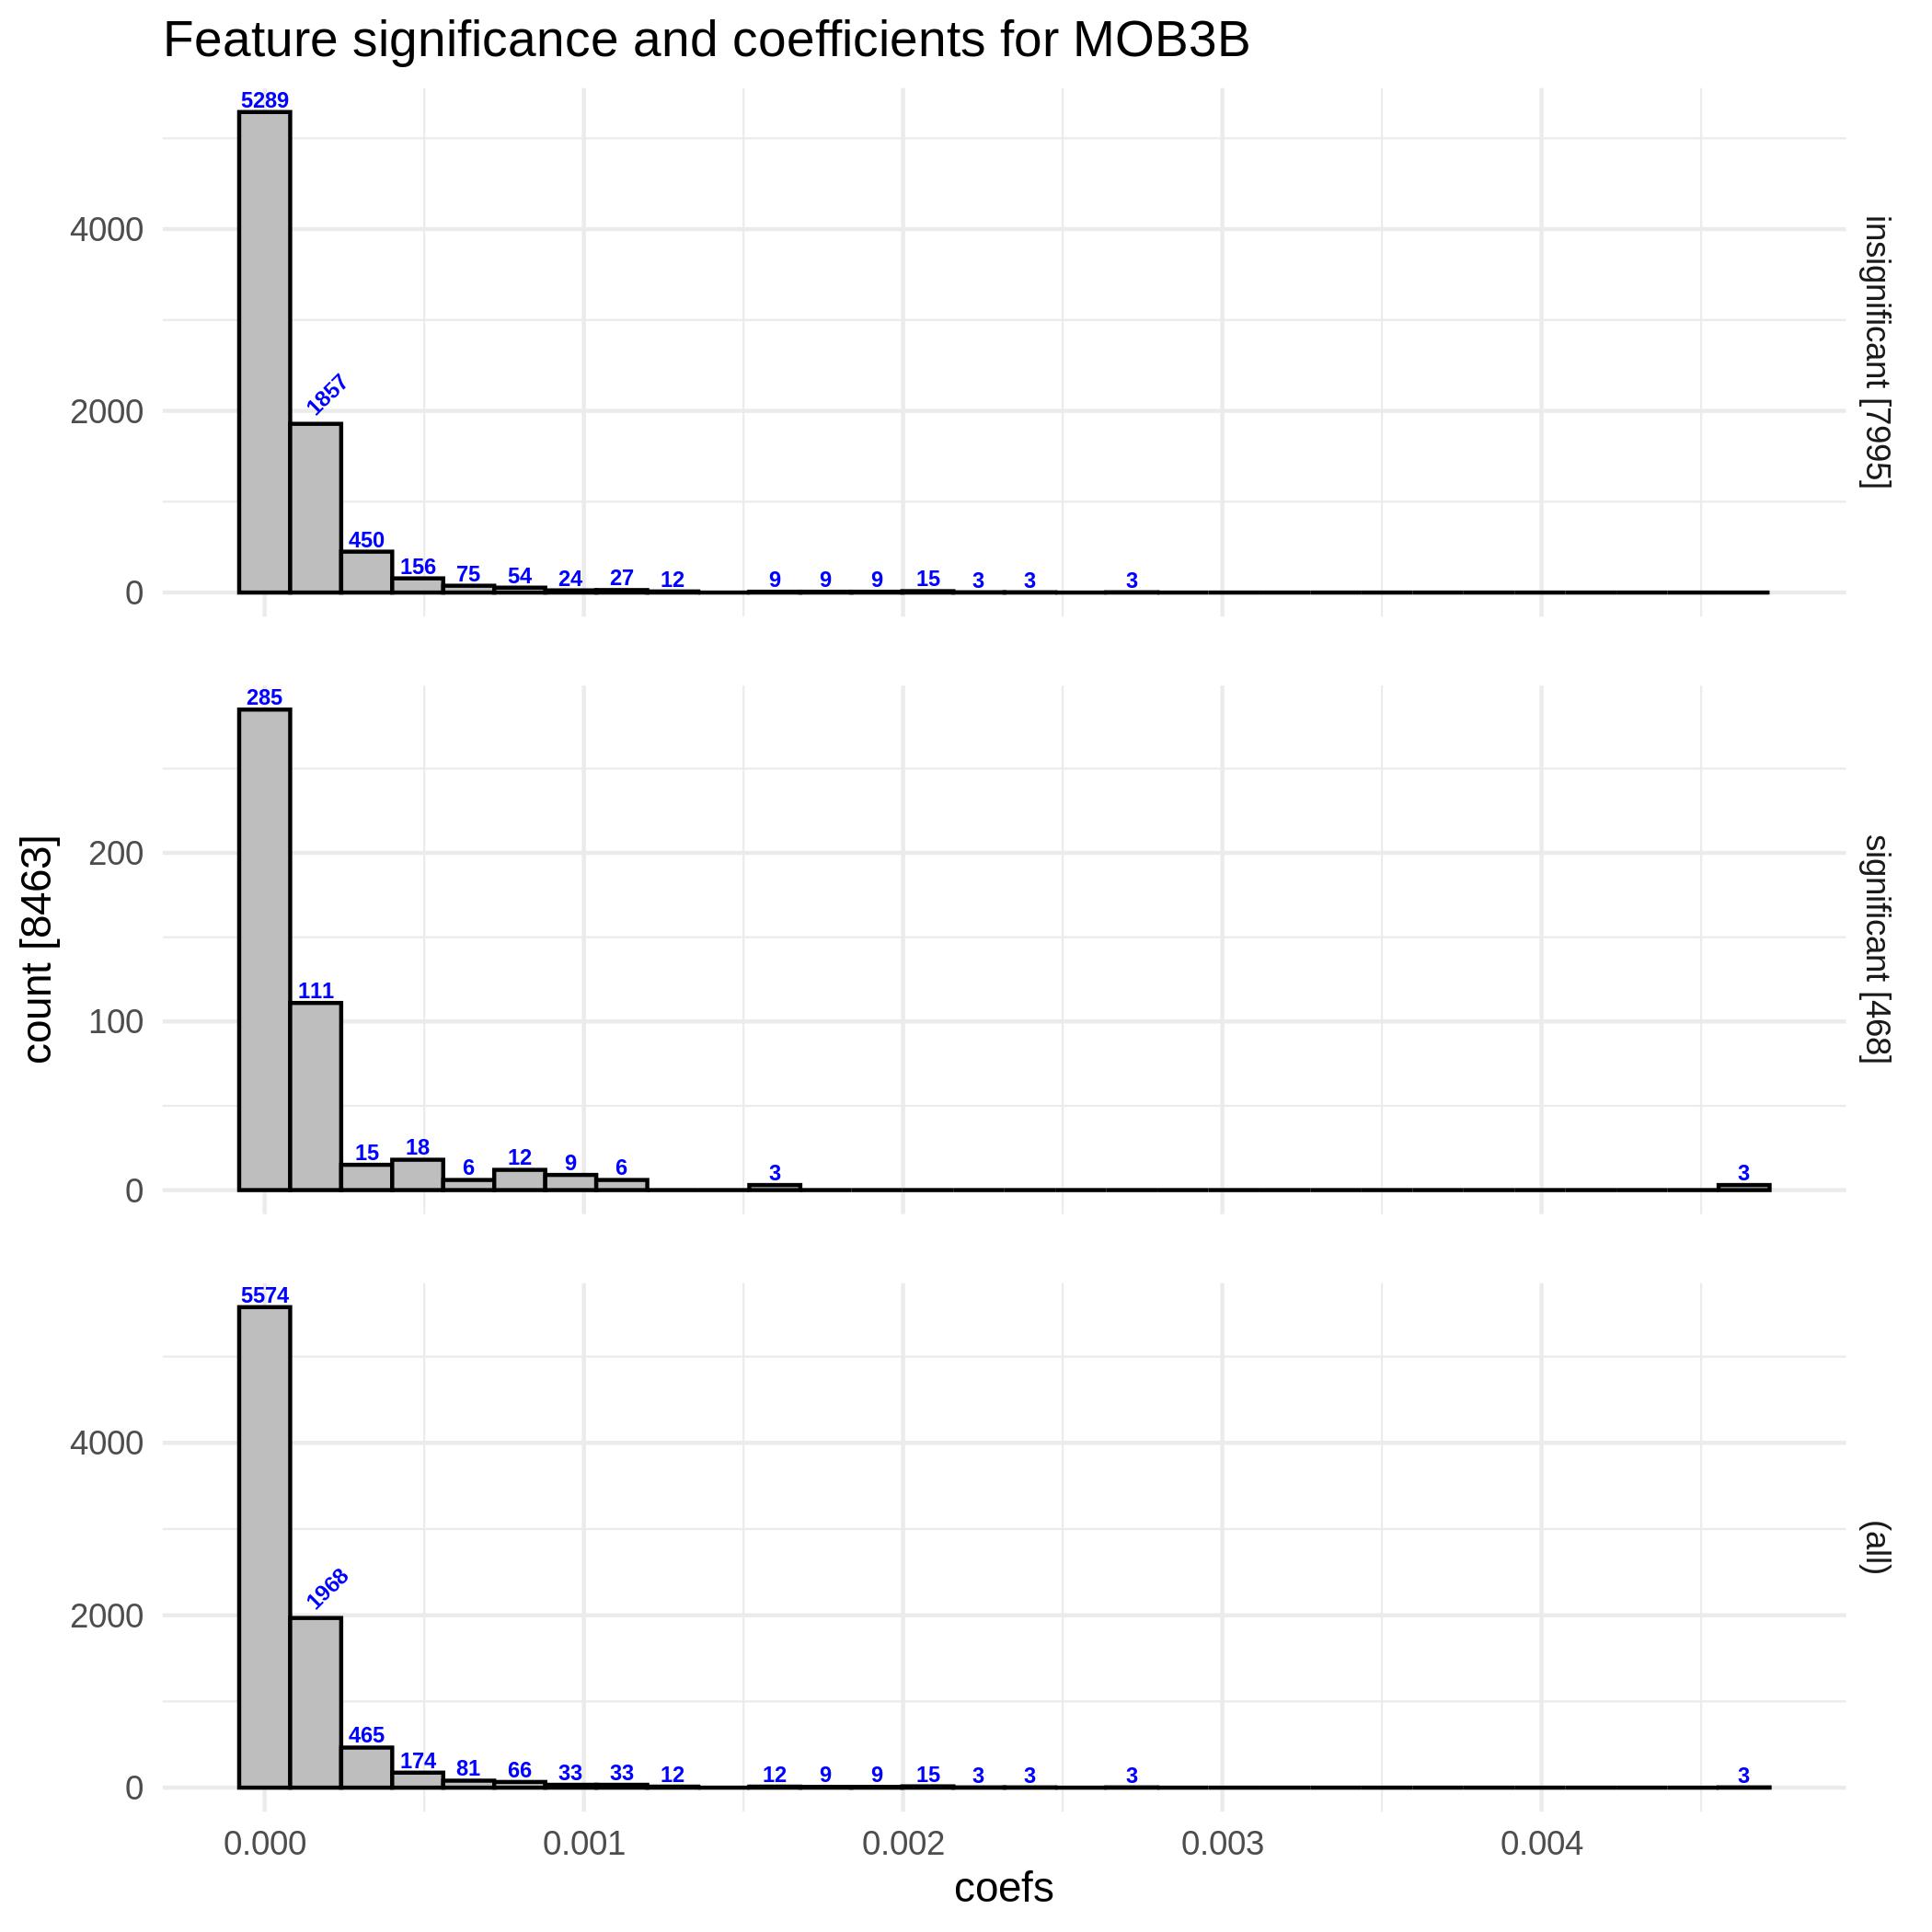 Feature significance and coefficients for MOB3B
count [8463]
5289
1857
450 156 75 54 24 27 12 9 9 9 15 3 3 3
4000
2000
0
insignificant [7995]
285
111
15 18 6 12 9 6 3 3
200
100
0
significant [468]
5574
1968
465 174 81 66 33 33 12 12 9 9 15 3 3 3 3
4000
2000
0
(all)
0.000 0.001 0.002 0.003 0.004
coefs